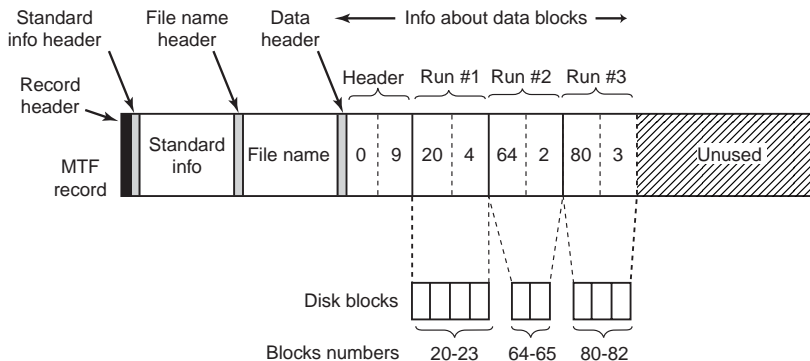 Standard
info header
File name
header
Data
header
Info about data blocks
Record
header
Header
Run #1
Run #2
Run #3
MTF
record
Standard
info
File name
0 9 20 4 64 2 80 3
Unused
Disk blocks
Blocks numbers 20-23 64-65 80-82